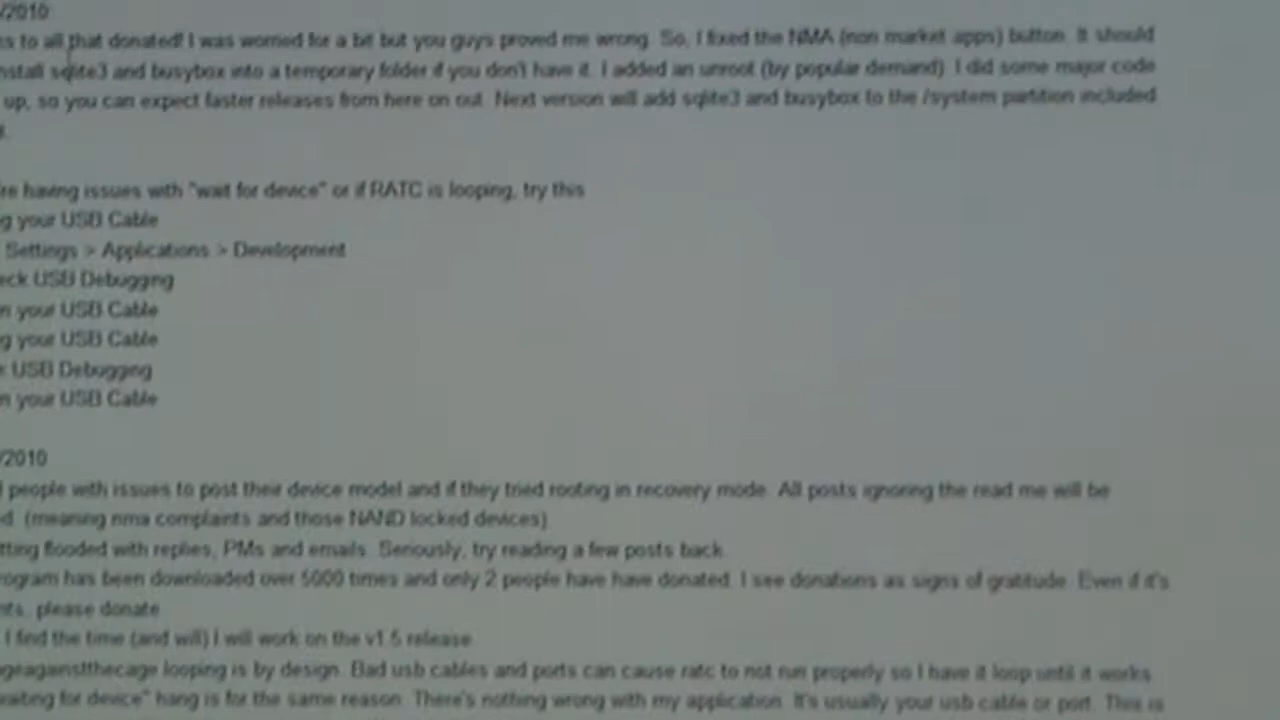 /2010
to all that donated! I was worried for a bit but you guys proved me wrong. So, I fixed the NMA (non market apps) button. It should
nstall sqlite3 and busybox into a temporary folder if you don't have it. I added an unroot (by popular demand). I did some major code
up, so you can expect faster releases from here on out. Next version will add sqlite3 and busybox to the /system partition included
re having issues with "wait for device" or if RATC is looping, try this
g your USB Cable
Settings > Applications > Development
eck USB Debugging
n your USB Cable
g your USB Cable
USB Debugging
n your USB Cable
/2010
people with issues to post their device model and if they tried rooting in recovery mode. All posts ignoring the read me will be
d. (meaning nma complaints and those NAND locked devices)
tting flooded with replies, PMs and emails. Seriously, try reading a few posts back.
rogram has been downloaded over 5000 times and only 2 people have have donated. I see donations as signs of gratitude. Even if it's
nts, please donate
I find the time (and will) I will work on the v1.5 release.
geagainstthecage looping is by design. Bad usb cables and ports can cause ratc to not run properly so I have it loop until it works.
waiting for device" hang is for the same reason. There's nothing wrong with my application. It's usually your usb cable or port. This is